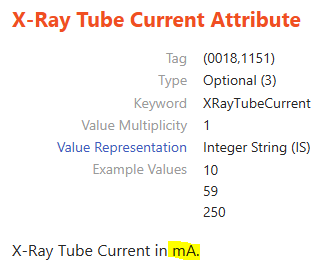 X-Ray Tube Current Attribute
Tag (0018,1151)
Type Optional (3)
Keyword XRayTubeCurrent
Value Multiplicity 1
Value Representation Integer String (IS)
Example Values 10
59
250
X-Ray Tube Current in mA.